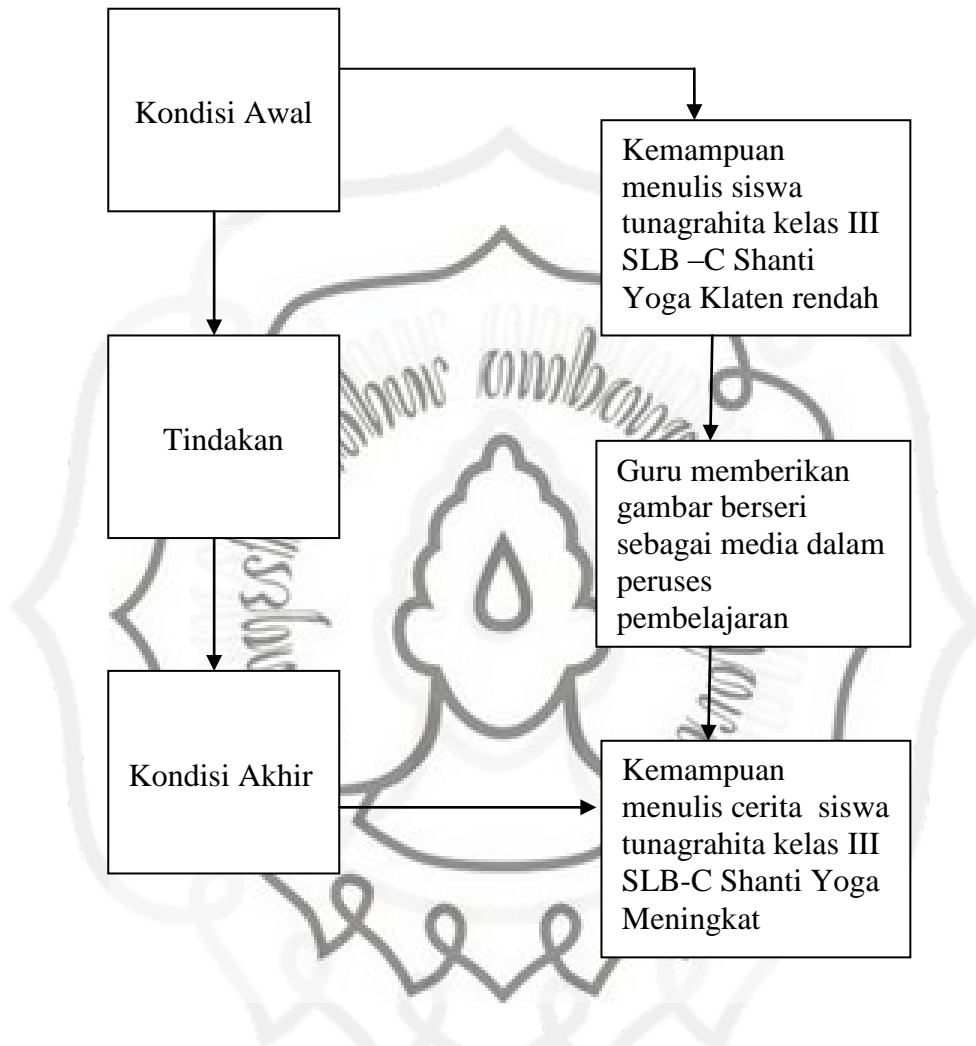 Kondisi Awal
Kemampuan
menulis siswa
tunagrahita kelas III
SLB –C Shanti
Yoga Klaten rendah
Tindakan
Guru memberikan
gambar berseri
sebagai media dalam
peruses
pembelajaran
Kondisi Akhir
Kemampuan
menulis cerita  siswa
tunagrahita kelas III
SLB-C Shanti Yoga
Meningkat